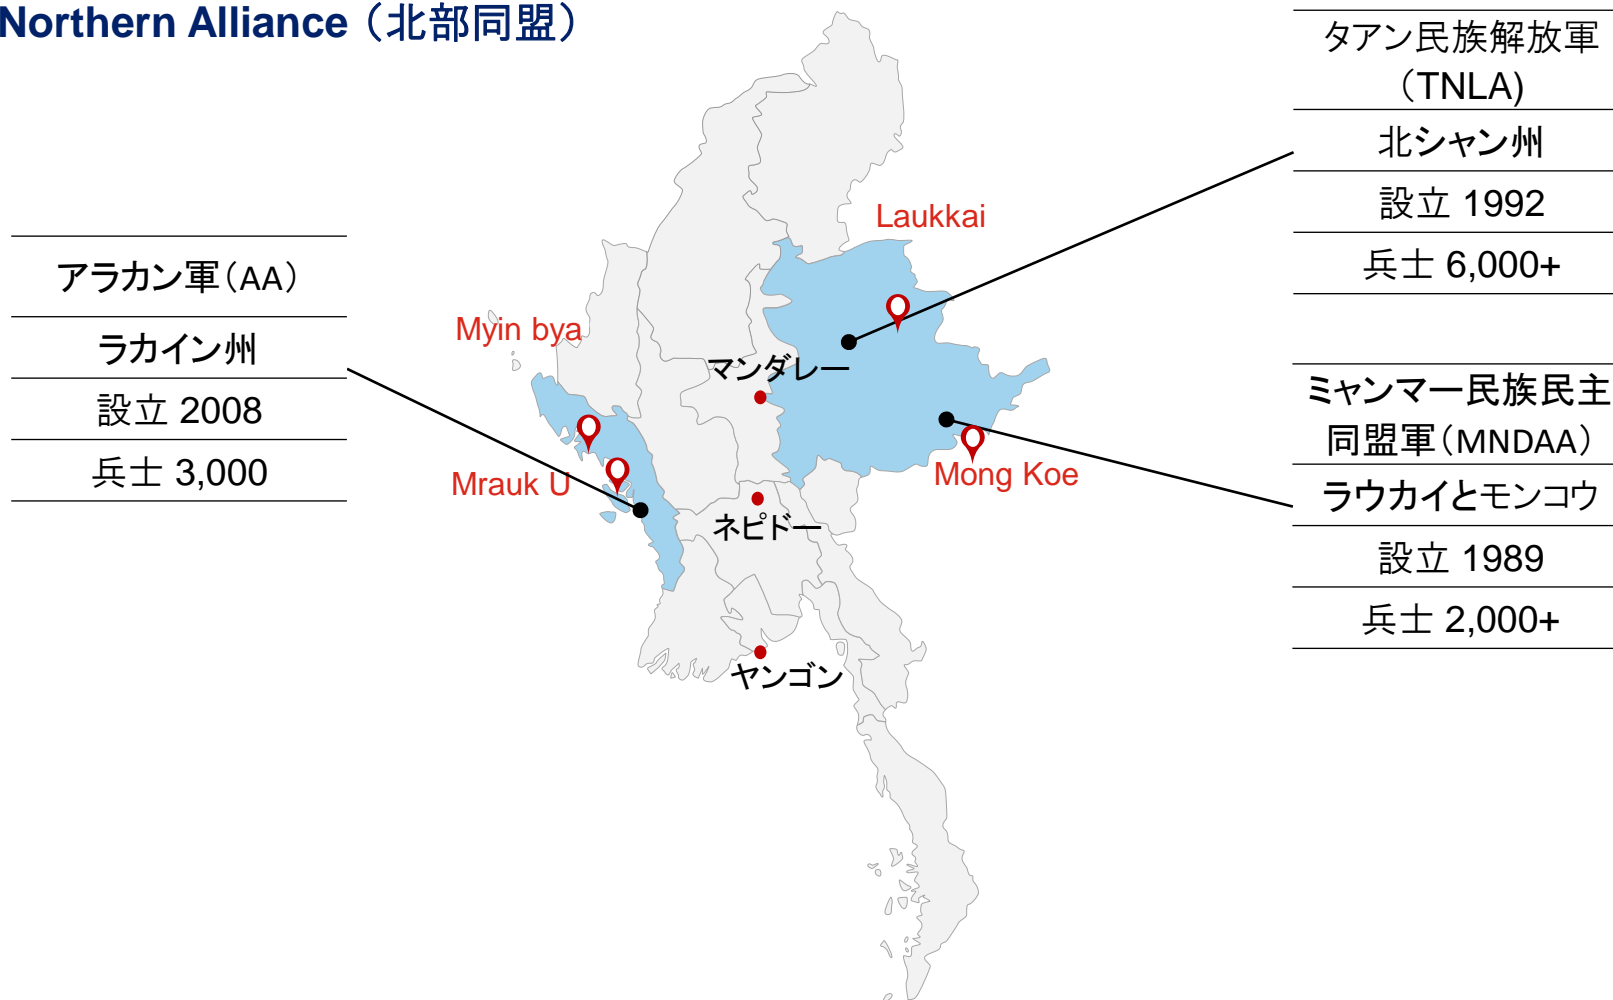 Northern Alliance（北部同盟）
アラカン軍（AA）
ラカイン州
設立 2008
兵士 3,000
タアン民族解放軍
（TNLA)
北シャン州
設立 1992
兵士 6,000+
ミャンマー民族民主
同盟軍（MNDAA）
ラウカイとモンコウ
設立 1989
兵士 2,000+
Laukkai
Myin bya
マンダレー
Mrauk U
Mong Koe
ネピドー
ヤンゴン